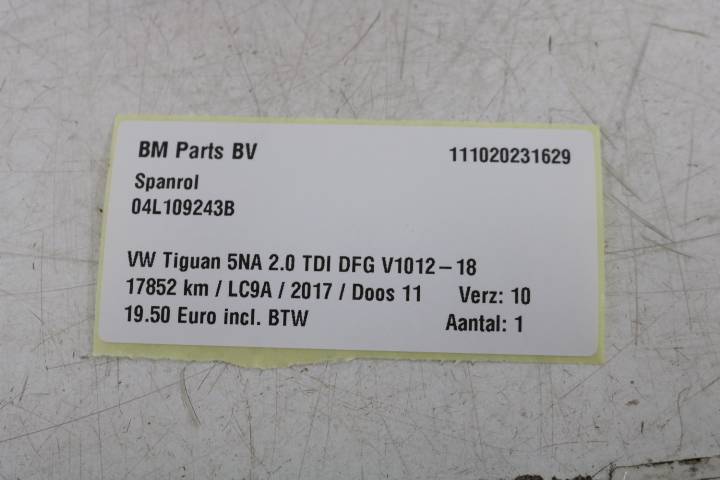 BM Parts BV 111020231629
Spanrol
04L109243B
VW Tiguan 5NA 2.0 TDI DFG V1012-18
17852 km / LC9A / 2017 / Doos 11 Verz: 10
19.50 Euro incl. BTW Aantal: 1